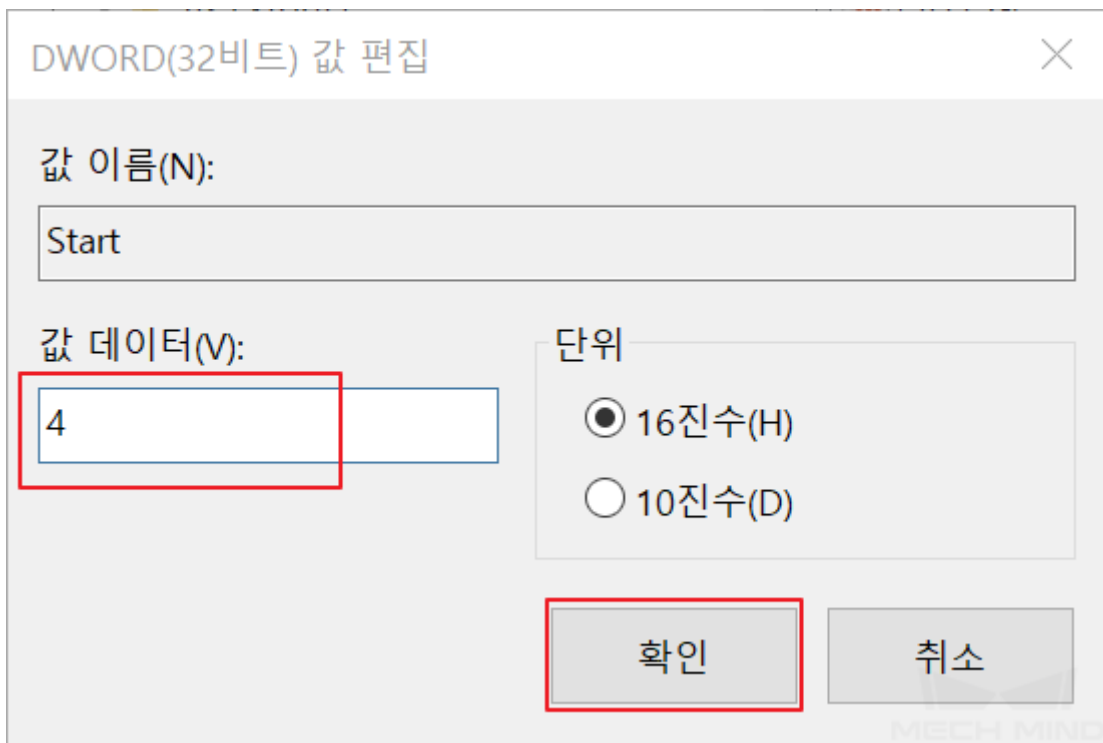 DWORD(32비트) 값 편집
값 이름(N):
Start
값 데이터(V):
4
단위
16진수(H)
10진수(D)
확인
취소
MECH MIND